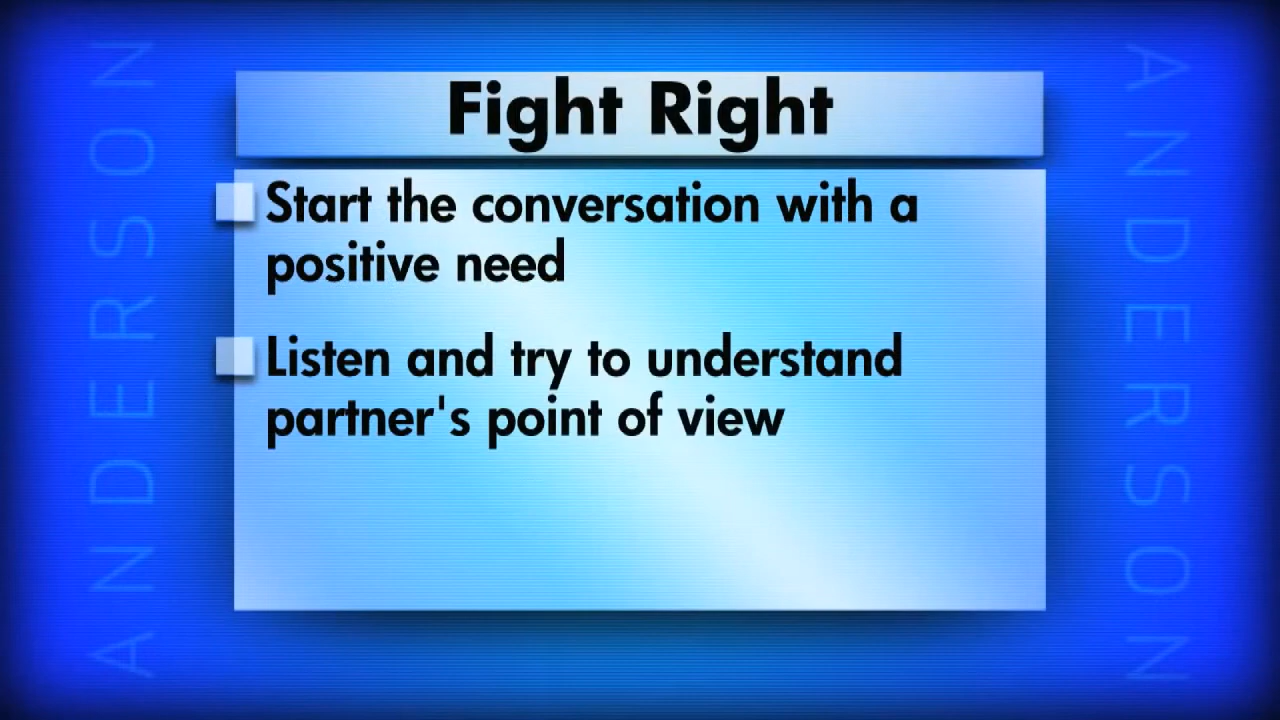 Fight Right
Start the conversation with a
positive need
Listen and try to understand
partner's point of view
ANDERSON
ANDERSON